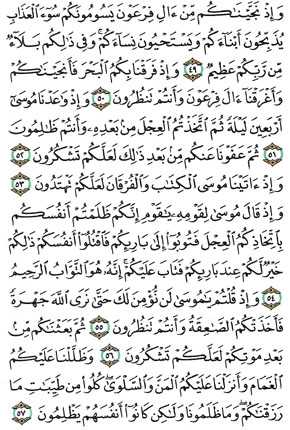 وَإِذْ نَجَّيْنَٰكُم مِّنْ ءَالِ فِرْعَوْنَ يَسُومُونَكُمْ سُوٓءَ ٱلْعَذَابِ
يُذَبِّحُونَ أَبْنَآءَكُمْ وَيَسْتَحْيُونَ نِسَآءَكُمْ وَفِى ذَٰلِكُم بَلَآءٌ
مِّن رَّبِّكُمْ عَظِيمٌ ٤٩ وَإِذْ فَرَقْنَا بِكُمُ ٱلْبَحْرَ فَأَنجَيْنَٰكُمْ
وَأَغْرَقْنَآ ءَالَ فِرْعَوْنَ وَأَنتُمْ تَنظُرُونَ ٥٠ وَإِذْ وَٰعَدْنَا مُوسَىٰٓ
أَرْبَعِينَ لَيْلَةً ثُمَّ ٱتَّخَذْتُمُ ٱلْعِجْلَ مِنۢ بَعْدِهِۦ وَأَنتُمْ ظَٰلِمُونَ
٥١ ثُمَّ عَفَوْنَا عَنكُم مِّنۢ بَعْدِ ذَٰلِكَ لَعَلَّكُمْ تَشْكُرُونَ ٥٢
وَإِذْ ءَاتَيْنَا مُوسَى ٱلْكِتَٰبَ وَٱلْفُرْقَانَ لَعَلَّكُمْ تَهْتَدُونَ ٥٣
وَإِذْ قَالَ مُوسَىٰ لِقَوْمِهِۦ يَٰقَوْمِ إِنَّكُمْ ظَلَمْتُمْ أَنفُسَكُم
بِٱتِّخَاذِكُمُ ٱلْعِجْلَ فَتُوبُوٓا۟ إِلَىٰ بَارِئِكُمْ فَٱقْتُلُوٓا۟ أَنفُسَكُمْ ذَٰلِكُمْ
خَيْرٌ لَّكُمْ عِندَ بَارِئِكُمْ فَتَابَ عَلَيْكُمْ إِنَّهُۥ هُوَ ٱلتَّوَّابُ ٱلرَّحِيمُ
٥٤ وَإِذْ قُلْتُمْ يَٰمُوسَىٰ لَن نُّؤْمِنَ لَكَ حَتَّىٰ نَرَى ٱللَّهَ جَهْرَةً
فَأَخَذَتْكُمُ ٱلصَّٰعِقَةُ وَأَنتُمْ تَنظُرُونَ ٥٥ ثُمَّ بَعَثْنَٰكُم مِّنۢ
بَعْدِ مَوْتِكُمْ لَعَلَّكُمْ تَشْكُرُونَ ٥٦ وَظَلَّلْنَا عَلَيْكُمُ
ٱلْغَمَامَ وَأَنزَلْنَا عَلَيْكُمُ ٱلْمَنَّ وَٱلسَّلْوَىٰ كُلُوا۟ مِن طَيِّبَٰتِ مَا
رَزَقْنَٰكُمْ وَمَا ظَلَمُونَا وَلَٰكِن كَانُوٓا۟ أَنفُسَهُمْ يَظْلِمُونَ ٥٧